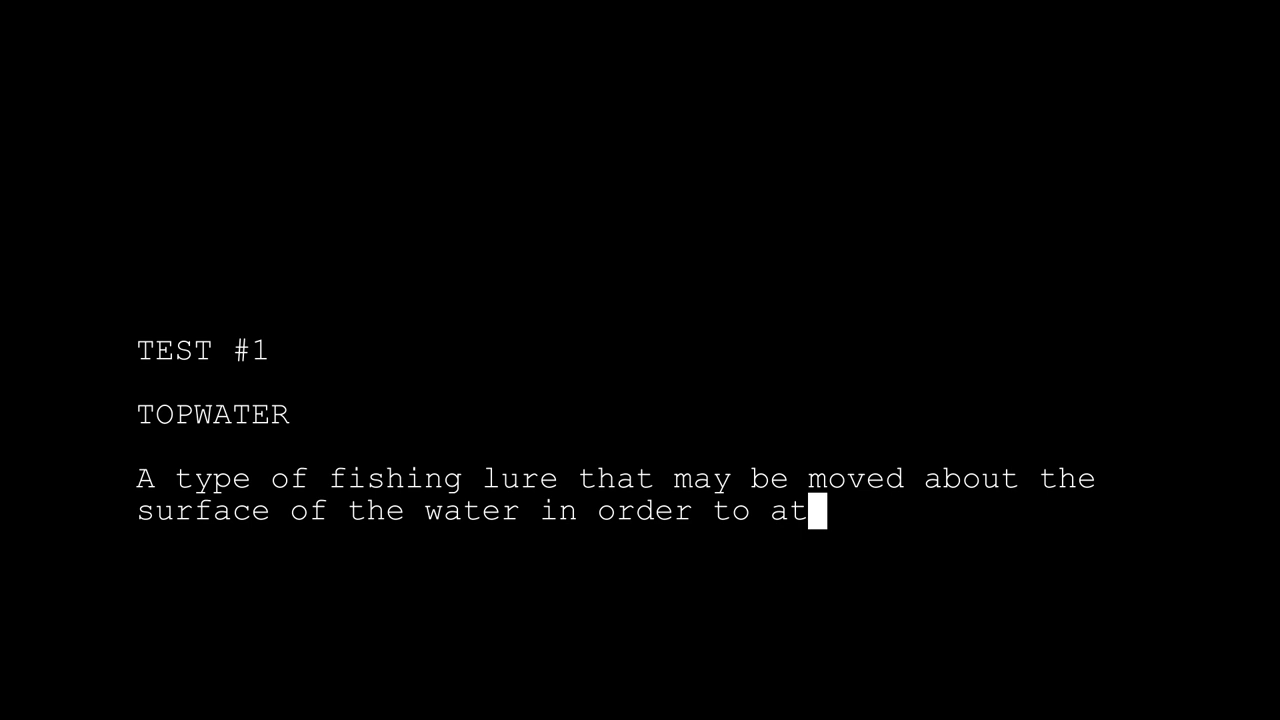 TEST #1
TOPWATER
A type of fishing lure that may be moved about the
surface of the water in order to at